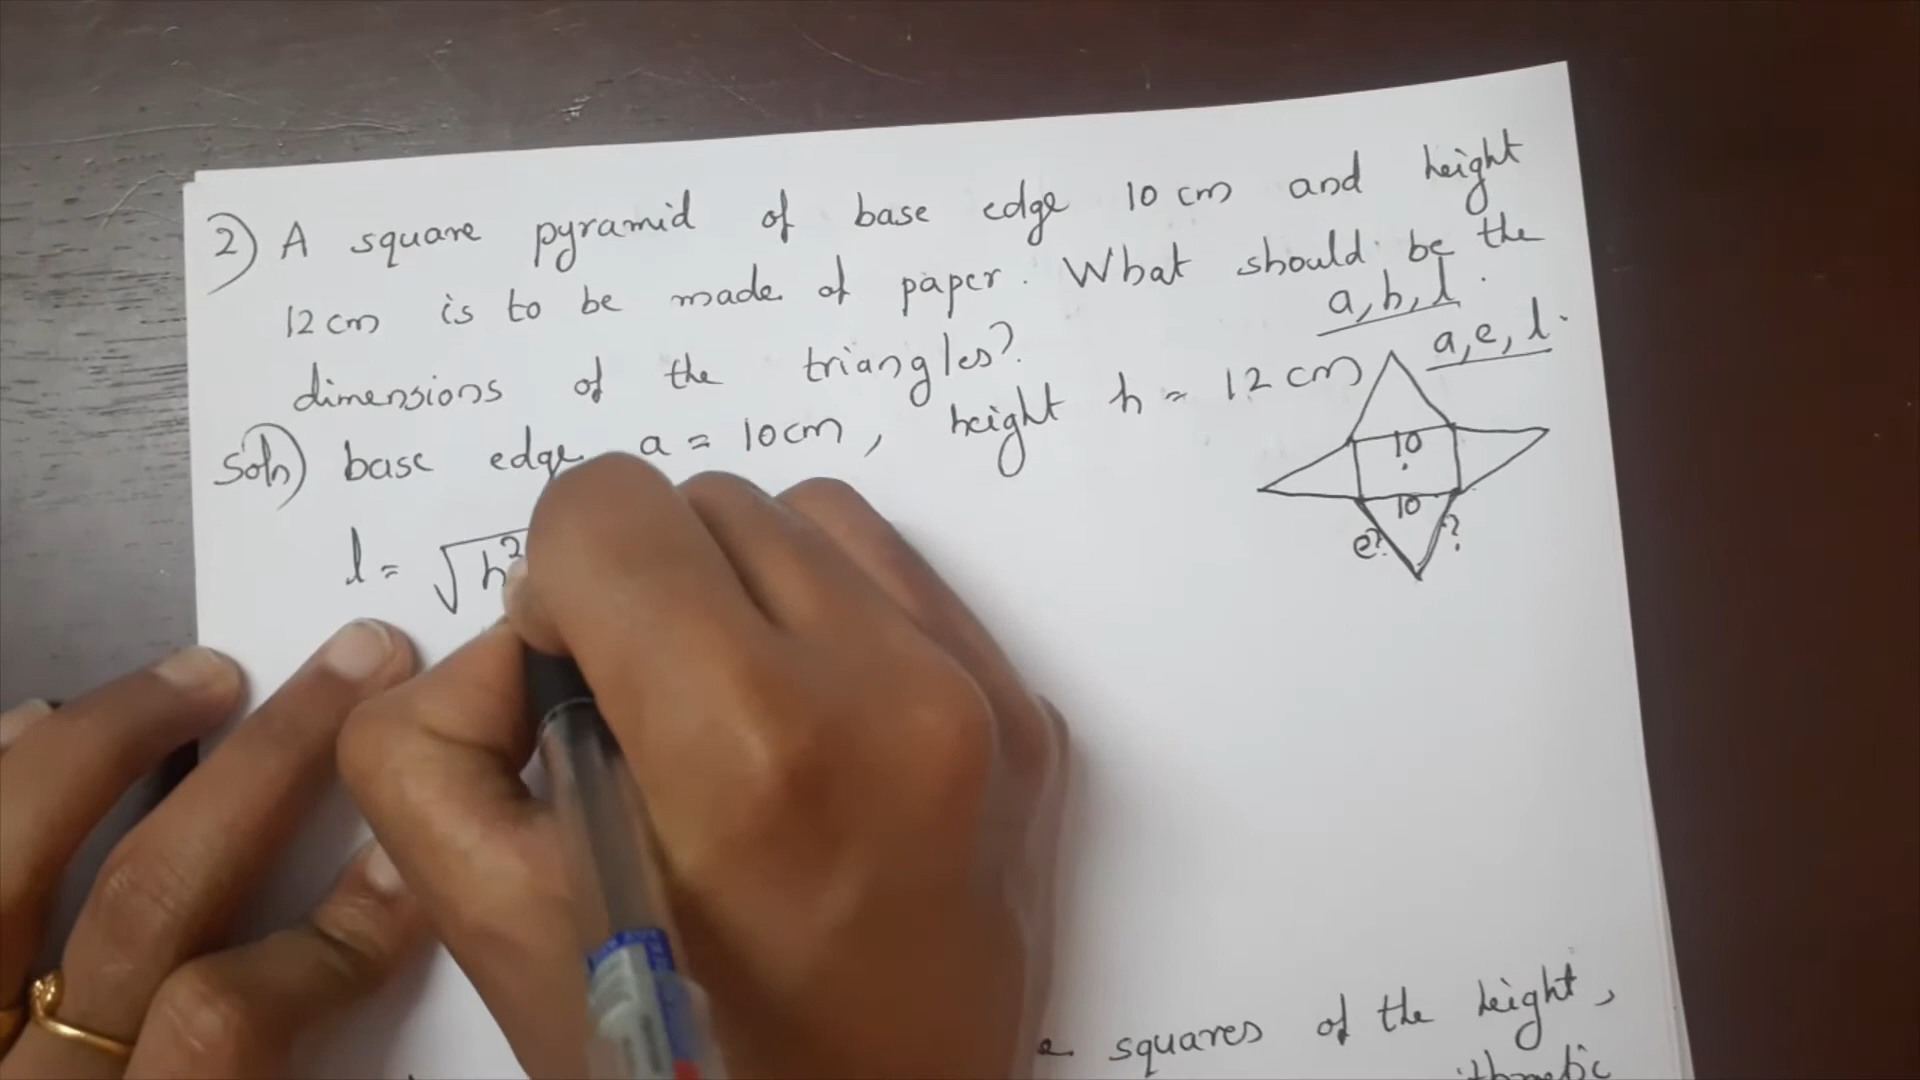 2) A square pyramid of base edge 10 cm and height
12 cm is to be made of paper. What should be the
a, h, l.
dimensions of the triangles?
a, e, l.
Soln) base edge a = 10cm, height h = 12 cm
10
10
e? ?
l = √h²
squares of the height,